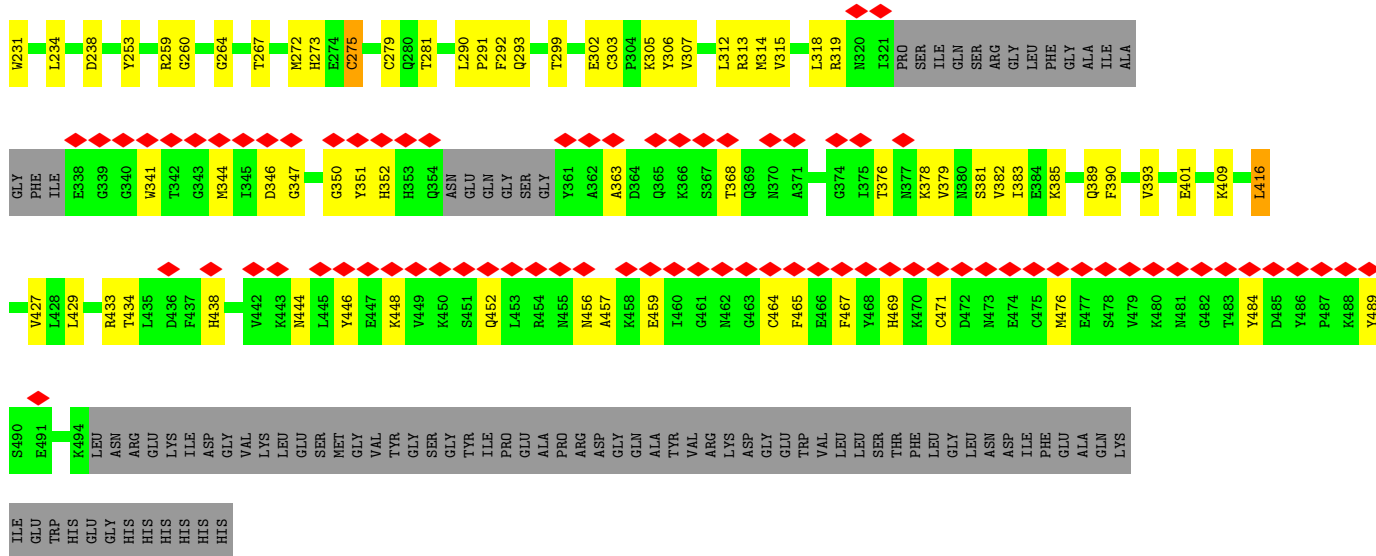 W231 L234 D238 Y253 R259 G260 G264 T267 M272 H273 E274 C275 C279 Q280 T281 L290 P291 F292 Q293 T299 E302 C303 P304 K305 Y306 V307 L312 R313 M314 V315 L318 R319 N320 I321 PRO SER ILE GLN SER ARG GLY LEU PHE GLY ALA ILE ALA
GLY PHE ILE E338 G339 G340 W341 T342 G343 M344 I345 D346 G347 G350 Y351 H352 H353 Q354 ASN GLU GLN GLY SER GLY Y361 A362 A363 D364 Q365 K366 S367 T368 Q369 N370 A371 G374 I375 T376 N377 K378 V379 N380 S381 V382 I383 E384 K385 Q389 F390 V393 E401 K409 L416
V427 L428 L429 R433 T434 L435 D436 F437 H438 V442 K443 N444 L445 Y446 E447 K448 V449 K450 S451 Q452 L453 R454 N455 N456 A457 K458 E459 I460 G461 N462 G463 C464 F465 E466 F467 Y468 H469 K470 C471 D472 N473 E474 C475 M476 E477 S478 V479 K480 N481 G482 T483 Y484 D485 Y486 P487 K488 Y489
S490 E491 K494 LEU ASN ARG GLU LYS ILE ASP GLY VAL LYS LEU GLU SER MET GLY VAL TYR GLY SER GLY TYR ILE PRO GLU ALA PRO ARG ASP GLY GLN ALA TYR VAL ARG LYS ASP GLY GLU TRP VAL LEU LEU SER THR PHE LEU GLY LEU ASN ASP ILE PHE GLU ALA GLN LYS
ILE GLU TRP HIS GLU GLY HIS HIS HIS HIS HIS HIS